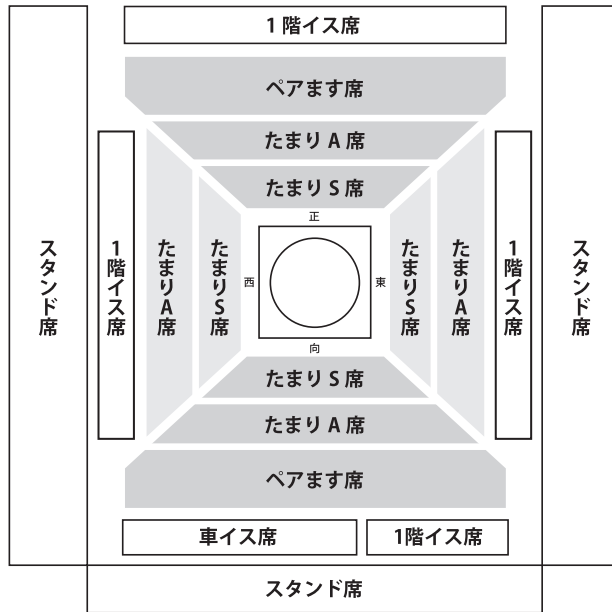 1階イス席
ペアます席
たまりA席
たまりS席
正
スタンド席
1階イス席
たまりA席
たまりS席
西
東
たまりS席
たまりA席
1階イス席
スタンド席
向
たまりS席
たまりA席
ペアます席
車イス席
1階イス席
スタンド席